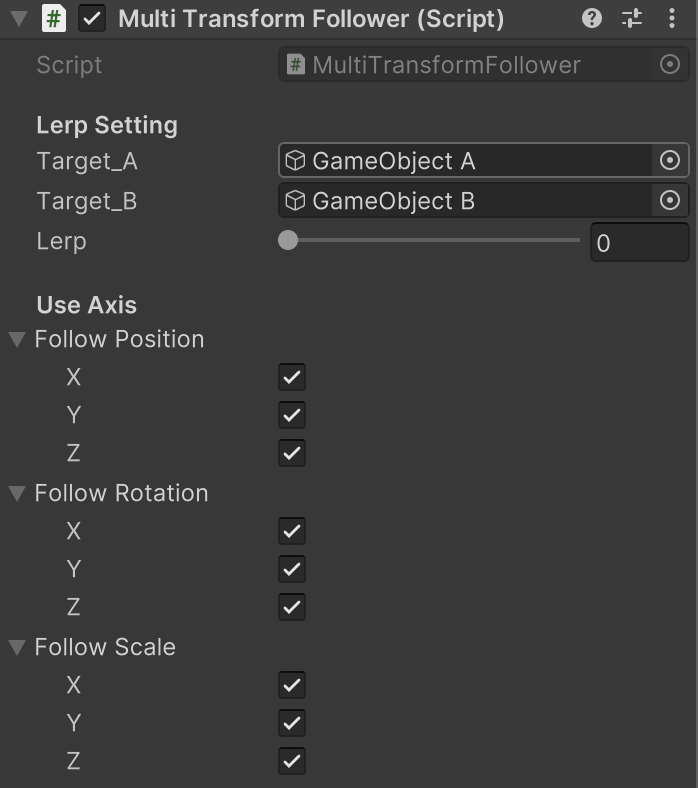 Multi Transform Follower (Script)
Script MultiTransformFollower
Lerp Setting
Target_A GameObject A
Target_B GameObject B
Lerp 0
Use Axis
Follow Position
X
Y
Z
Follow Rotation
X
Y
Z
Follow Scale
X
Y
Z